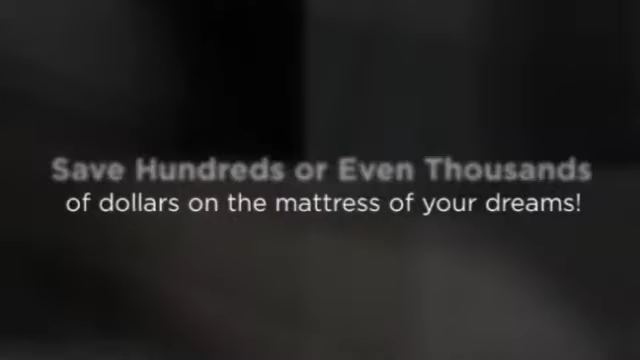 Save Hundreds or Even Thousands
of dollars on the mattress of your dreams!